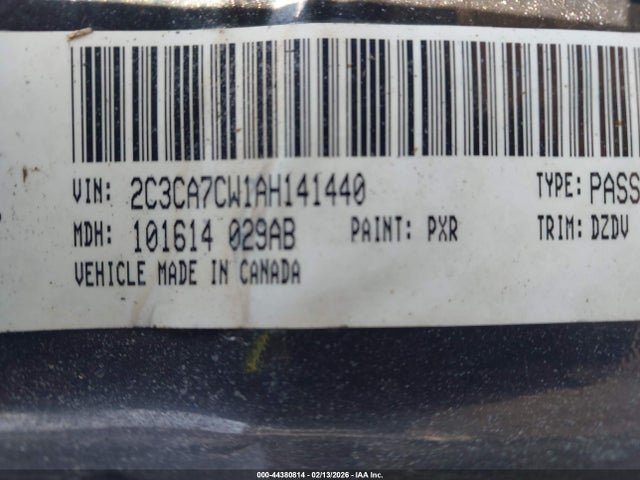 VIN: 2C3CA7CW1AH141440 TYPE: PASS
MDH: 101614 029AB PAINT: PXR TRIM: DZDV
VEHICLE MADE IN CANADA
000-44380814 - 02/13/2026 - IAA Inc.